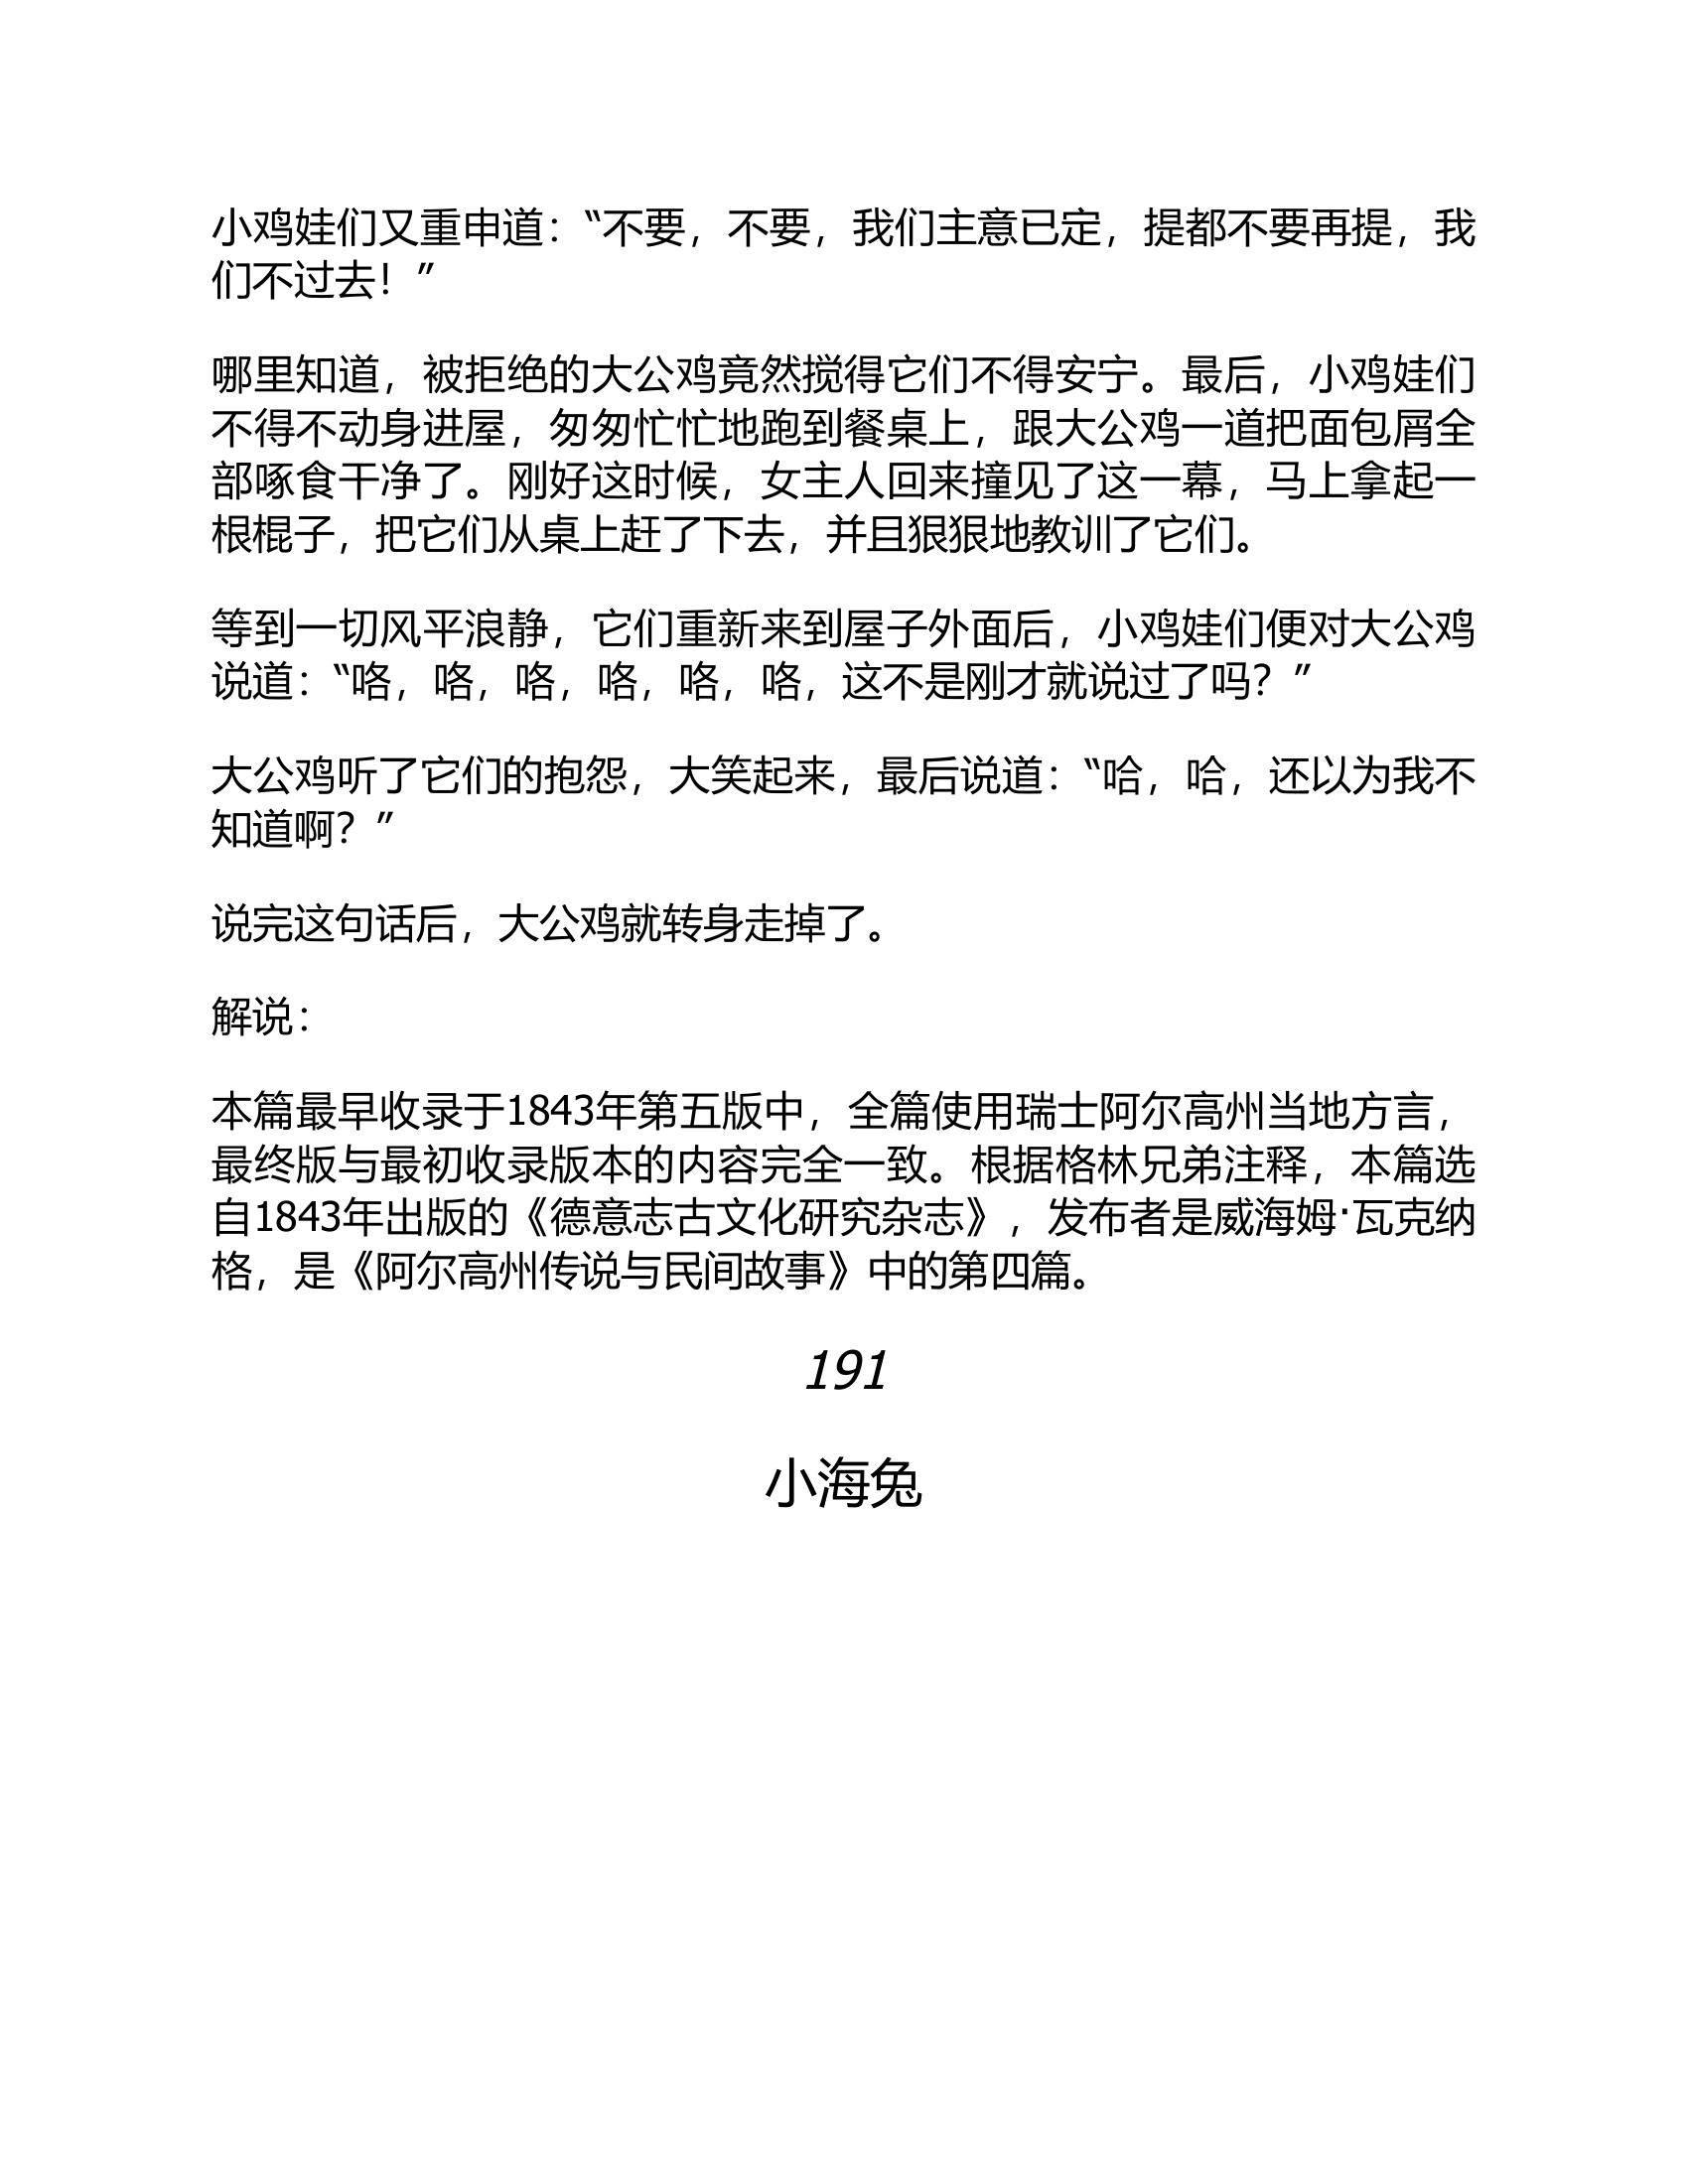 小鸡娃们又重申道：“不要，不要，我们主意已定，提都不要再提，我
们不过去！”
哪里知道，被拒绝的大公鸡竟然搅得它们不得安宁。最后，小鸡娃们
不得不动身进屋，匆匆忙忙地跑到餐桌上，跟大公鸡一道把面包屑全
部啄食干净了。刚好这时候，女主人回来撞见了这一幕，马上拿起一
根棍子，把它们从桌上赶了下去，并且狠狠地教训了它们。
等到一切风平浪静，它们重新来到屋子外面后，小鸡娃们便对大公鸡
说道：“咯，咯，咯，咯，咯，咯，这不是刚才就说过了吗？”
大公鸡听了它们的抱怨，大笑起来，最后说道：“哈，哈，还以为我不
知道啊？”
说完这句话后，大公鸡就转身走掉了。
解说：
本篇最早收录于1843年第五版中，全篇使用瑞士阿尔高州当地方言，
最终版与最初收录版本的内容完全一致。根据格林兄弟注释，本篇选
自1843年出版的《德意志古文化研究杂志》，发布者是威海姆·瓦克纳
格，是《阿尔高州传说与民间故事》中的第四篇。
191
小海兔